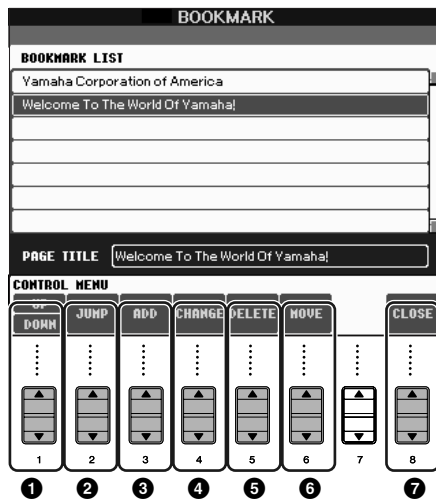 BOOKMARK
BOOKMARK LIST
Yamaha Corporation of America
Welcome To The World Of Yamaha!
PAGE TITLE Welcome To The World Of Yamaha!
CONTROL MENU
UP
DOWN JUMP ADD CHANGE DELETE MOVE CLOSE
1 2 3 4 5 6 7 8
❶ ❷ ❸ ❹ ❺ ❻ ❼